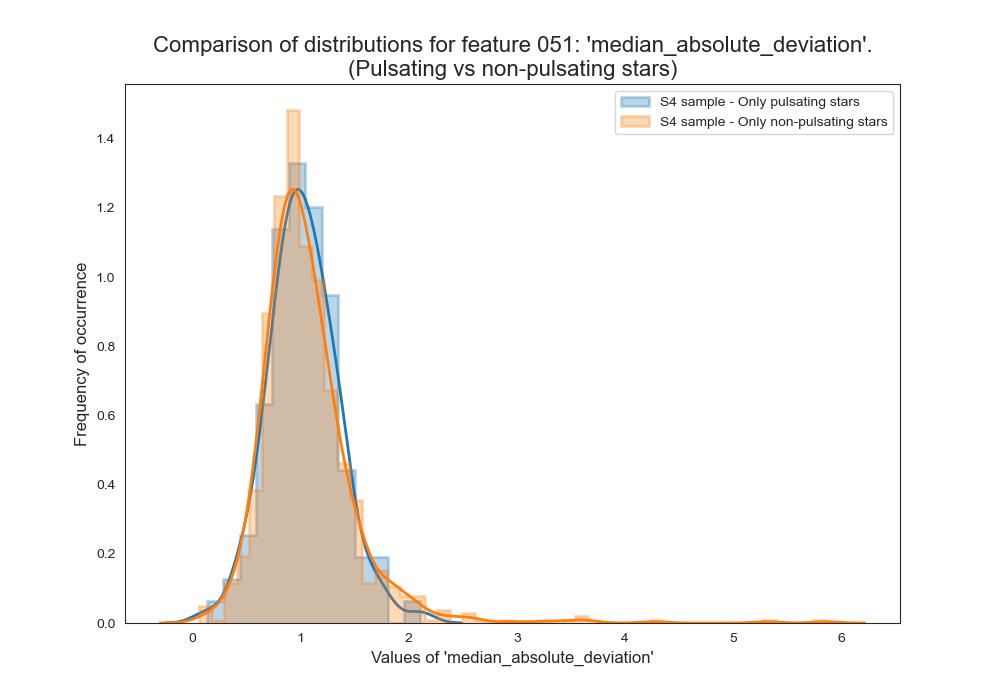 Comparison of distributions for feature 051: 'median_absolute_deviation'.
(Pulsating vs non-pulsating stars)
S4 sample - Only pulsating stars
S4 sample - Only non-pulsating stars
Frequency of occurrence
1.4
1.2
1.0
0.8
0.6
0.4
0.2
0.0
0 1 2 3 4 5 6
Values of 'median_absolute_deviation'